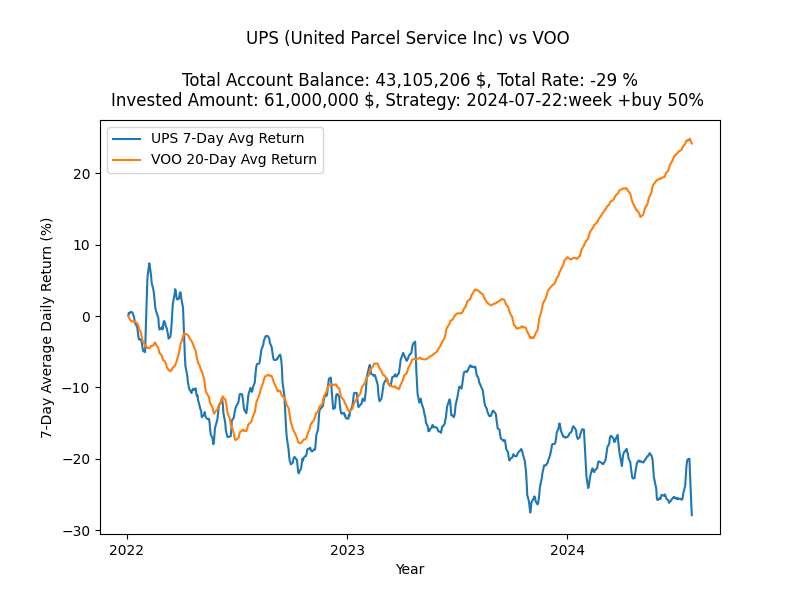 UPS (United Parcel Service Inc) vs VOO
Total Account Balance: 43,105,206 $, Total Rate: -29 %
Invested Amount: 61,000,000 $, Strategy: 2024-07-22:week +buy 50%
UPS 7-Day Avg Return
VOO 20-Day Avg Return
7-Day Average Daily Return (%)
20
10
0
−10
−20
−30
2022
2023
2024
Year